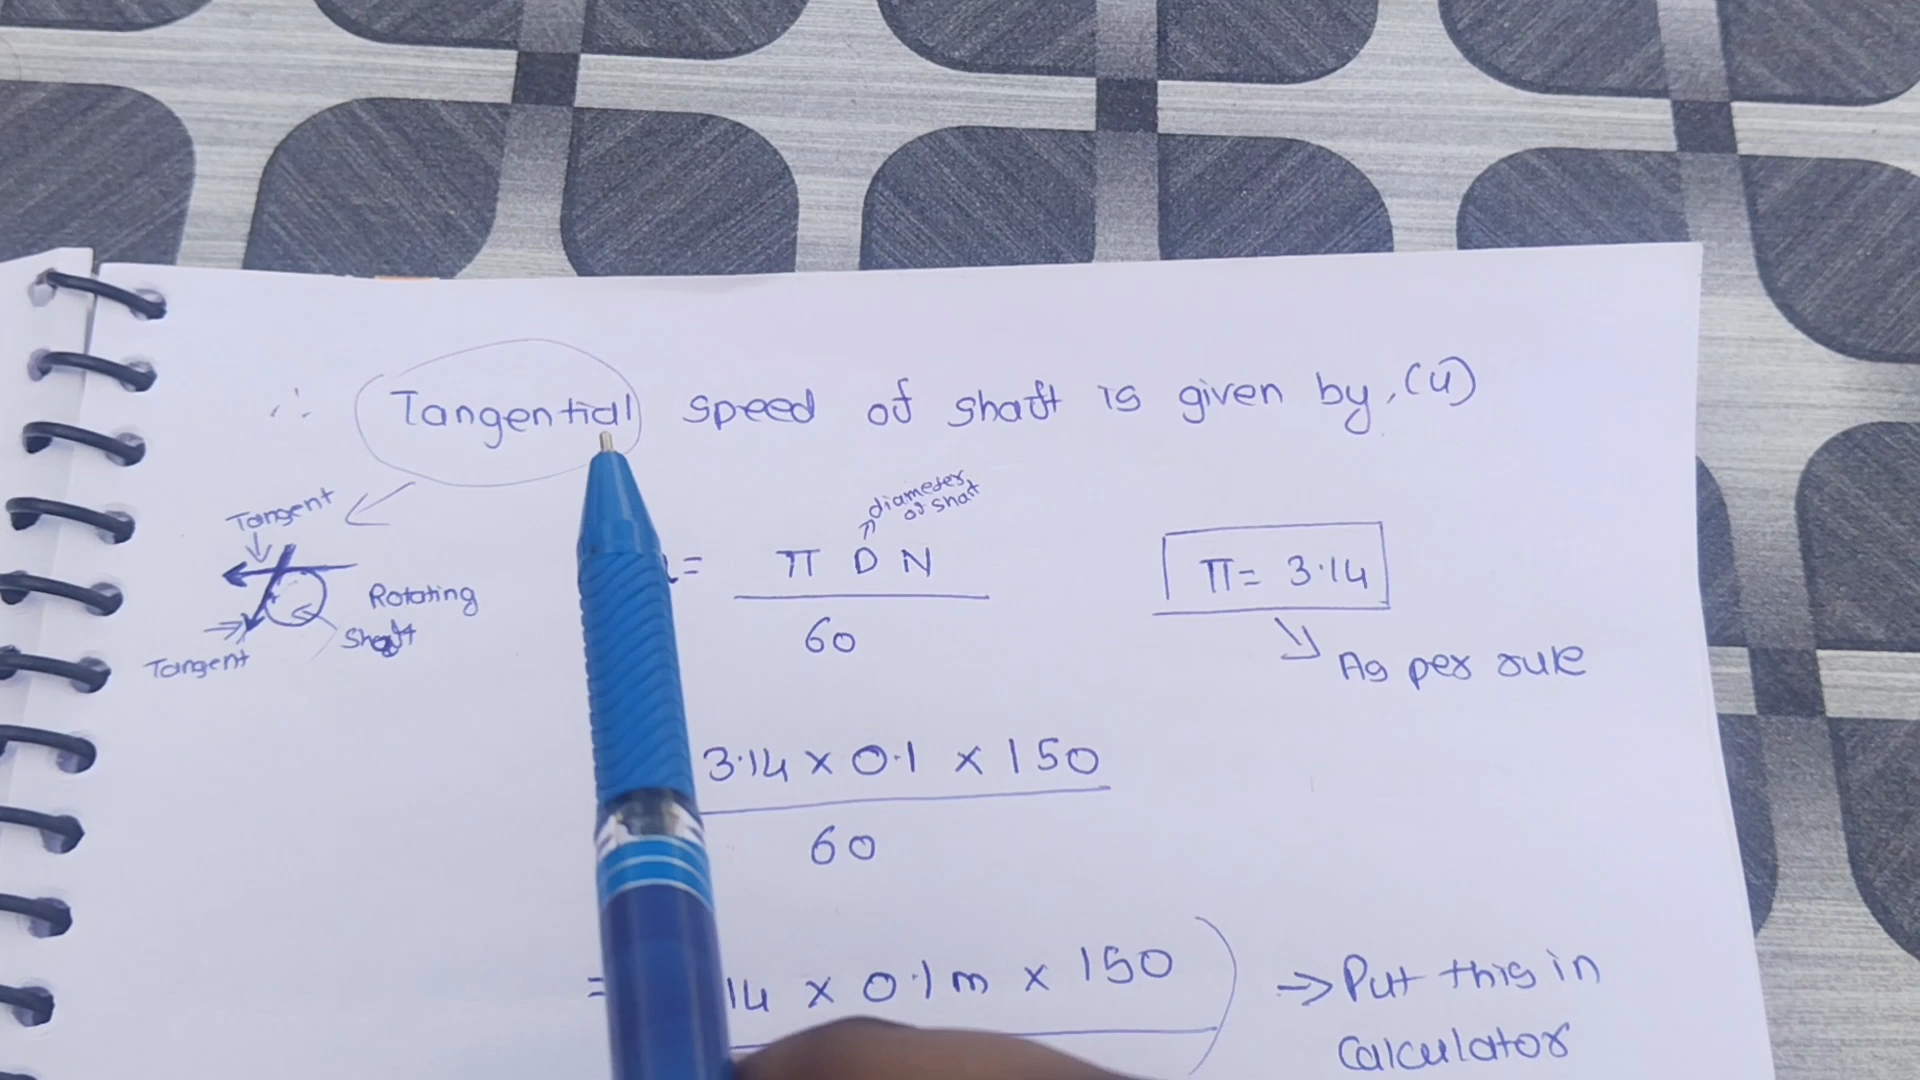 ∴ Tangential speed of shaft is given by, (u)
diameter
of shaft
Tangent
= π D N
60
π = 3.14
Rotating
Shaft
Tangent
As per rule
3.14 x 0.1 x 150
60
= 14 x 0.1 m x 150
→ Put this in
calculator